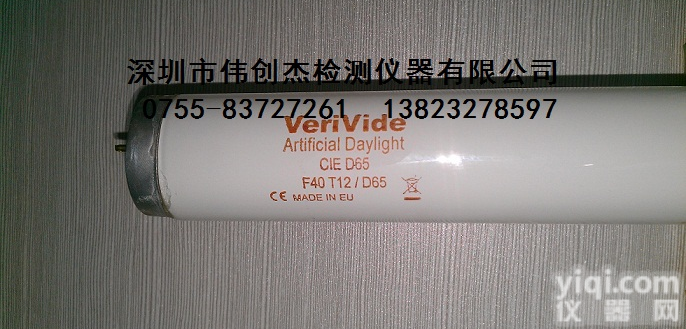 深圳市伟创杰检测仪器有限公司
0755-83727261 13823278597
VeriVide
Artificial Daylight
CIE D65
F40 T12 / D65
CE MADE IN EU
yiqi.com
仪器网